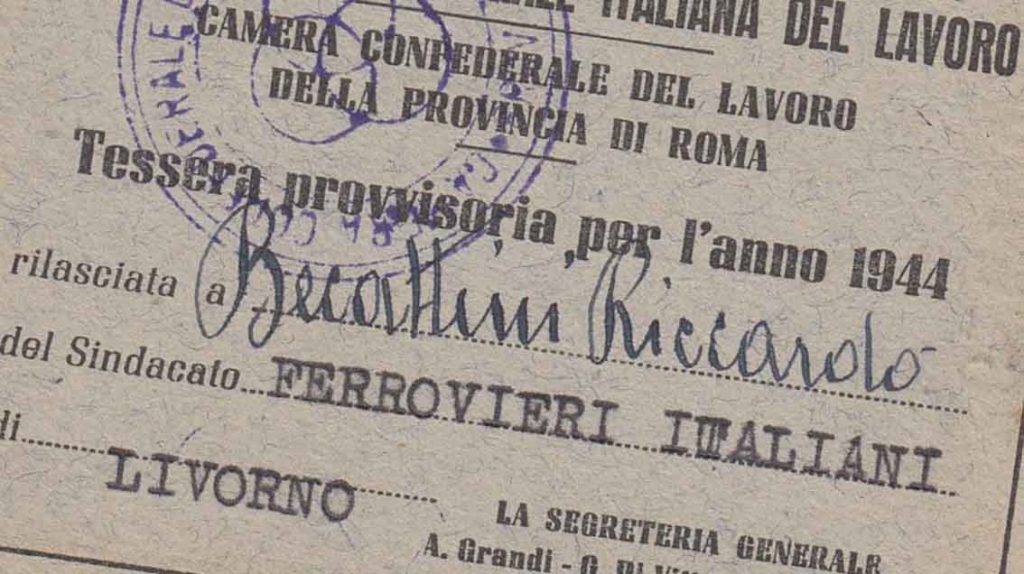 ITALIANA DEL LAVORO
CAMERA CONFEDERALE DEL LAVORO
DELLA PROVINCIA DI ROMA
Tessera provvisoria per l'anno 1944
rilasciata a Becattini Riccardo
del Sindacato FERROVIERI ITALIANI
di LIVORNO
LA SEGRETERIA GENERALE
A. Grandi - G. Di